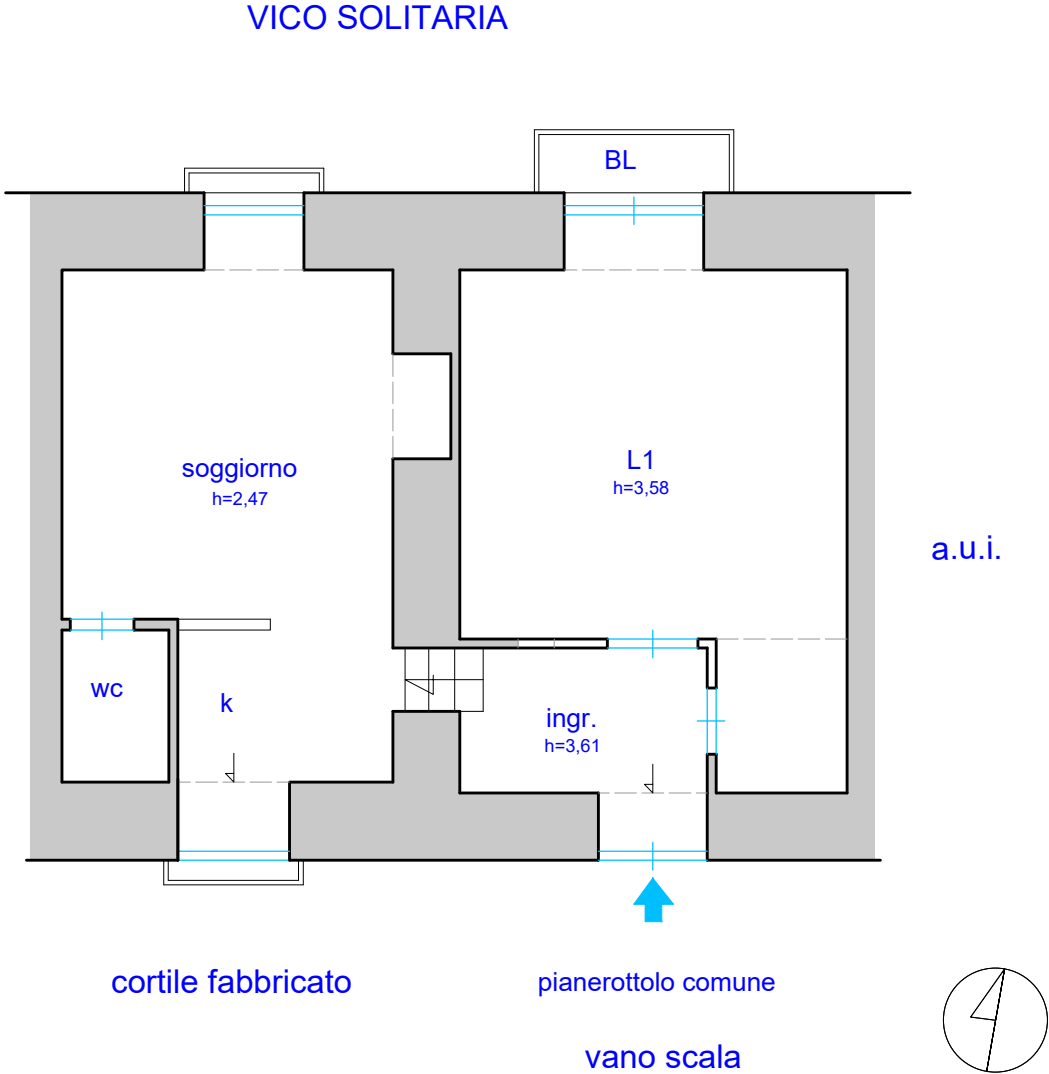 VICO SOLITARIA
BL
soggiorno
h=2,47
L1
h=3,58
a.u.i.
wc
k
ingr.
h=3,61
cortile fabbricato
pianerottolo comune
vano scala